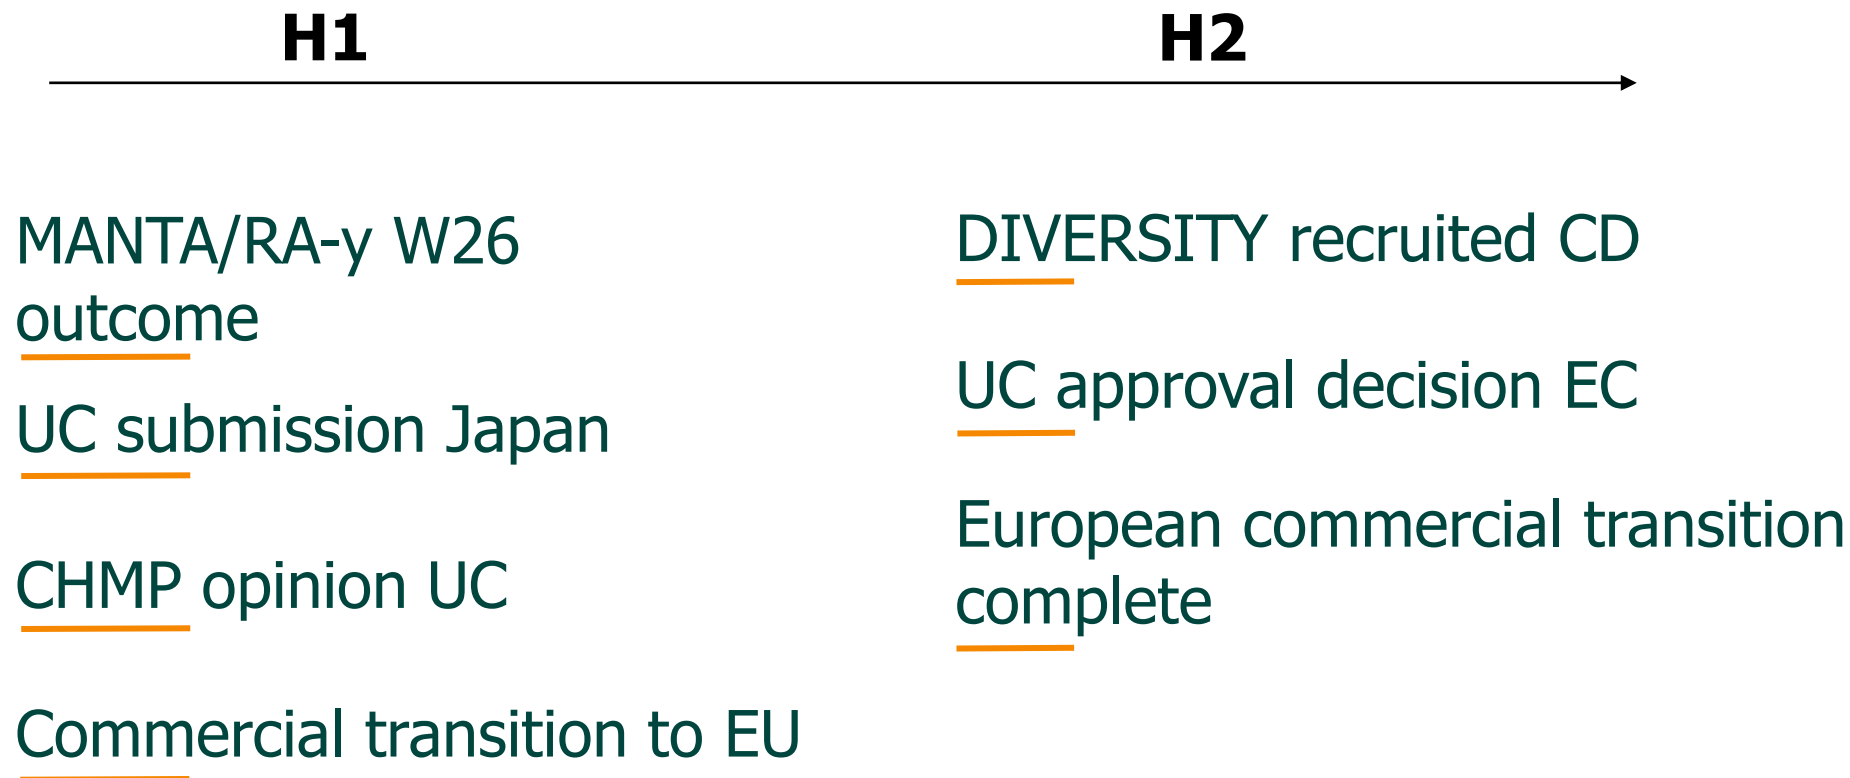 H1
H2
MANTA/RA-y W26
outcome
UC submission Japan
CHMP opinion UC
Commercial transition to EU
DIVERSITY recruited CD
UC approval decision EC
European commercial transition
complete